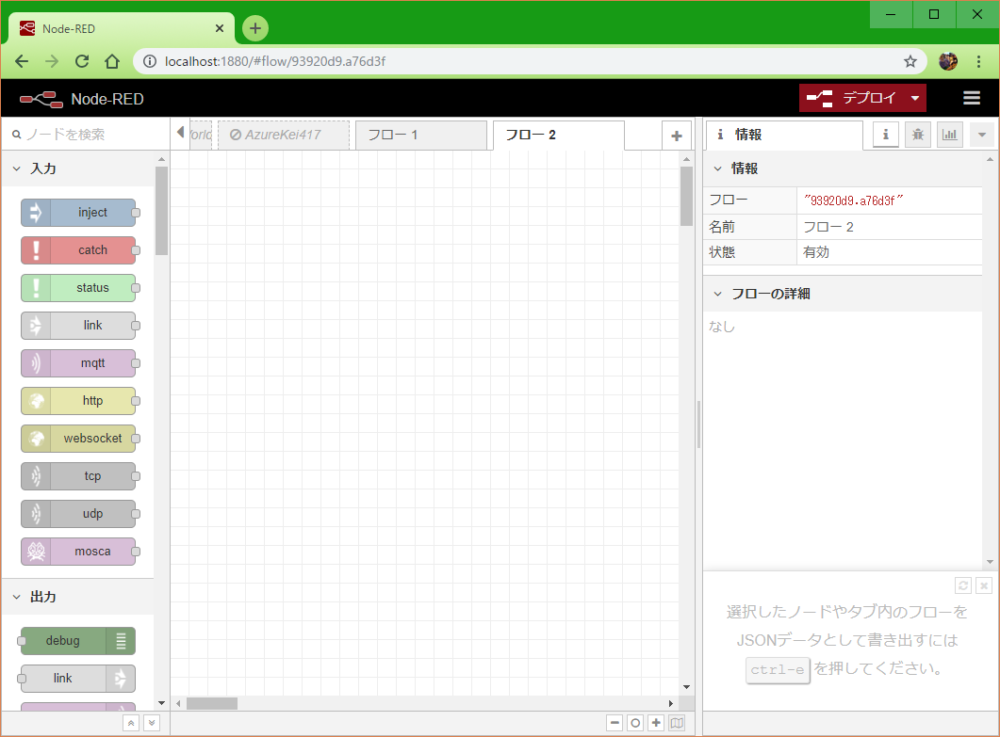 Node-RED
localhost:1880/#flow/93920d9.a76d3f
Node-RED
デプロイ
ノードを検索
AzureKei417
フロー 1
フロー 2
情報
入力
inject
catch
status
link
mqtt
http
websocket
tcp
udp
mosca
出力
debug
link
情報
フロー "93920d9.a76d3f"
名前 フロー 2
状態 有効
フローの詳細
なし
選択したノードやタブ内のフローを
JSONデータとして書き出すには
ctrl-e を押してください。